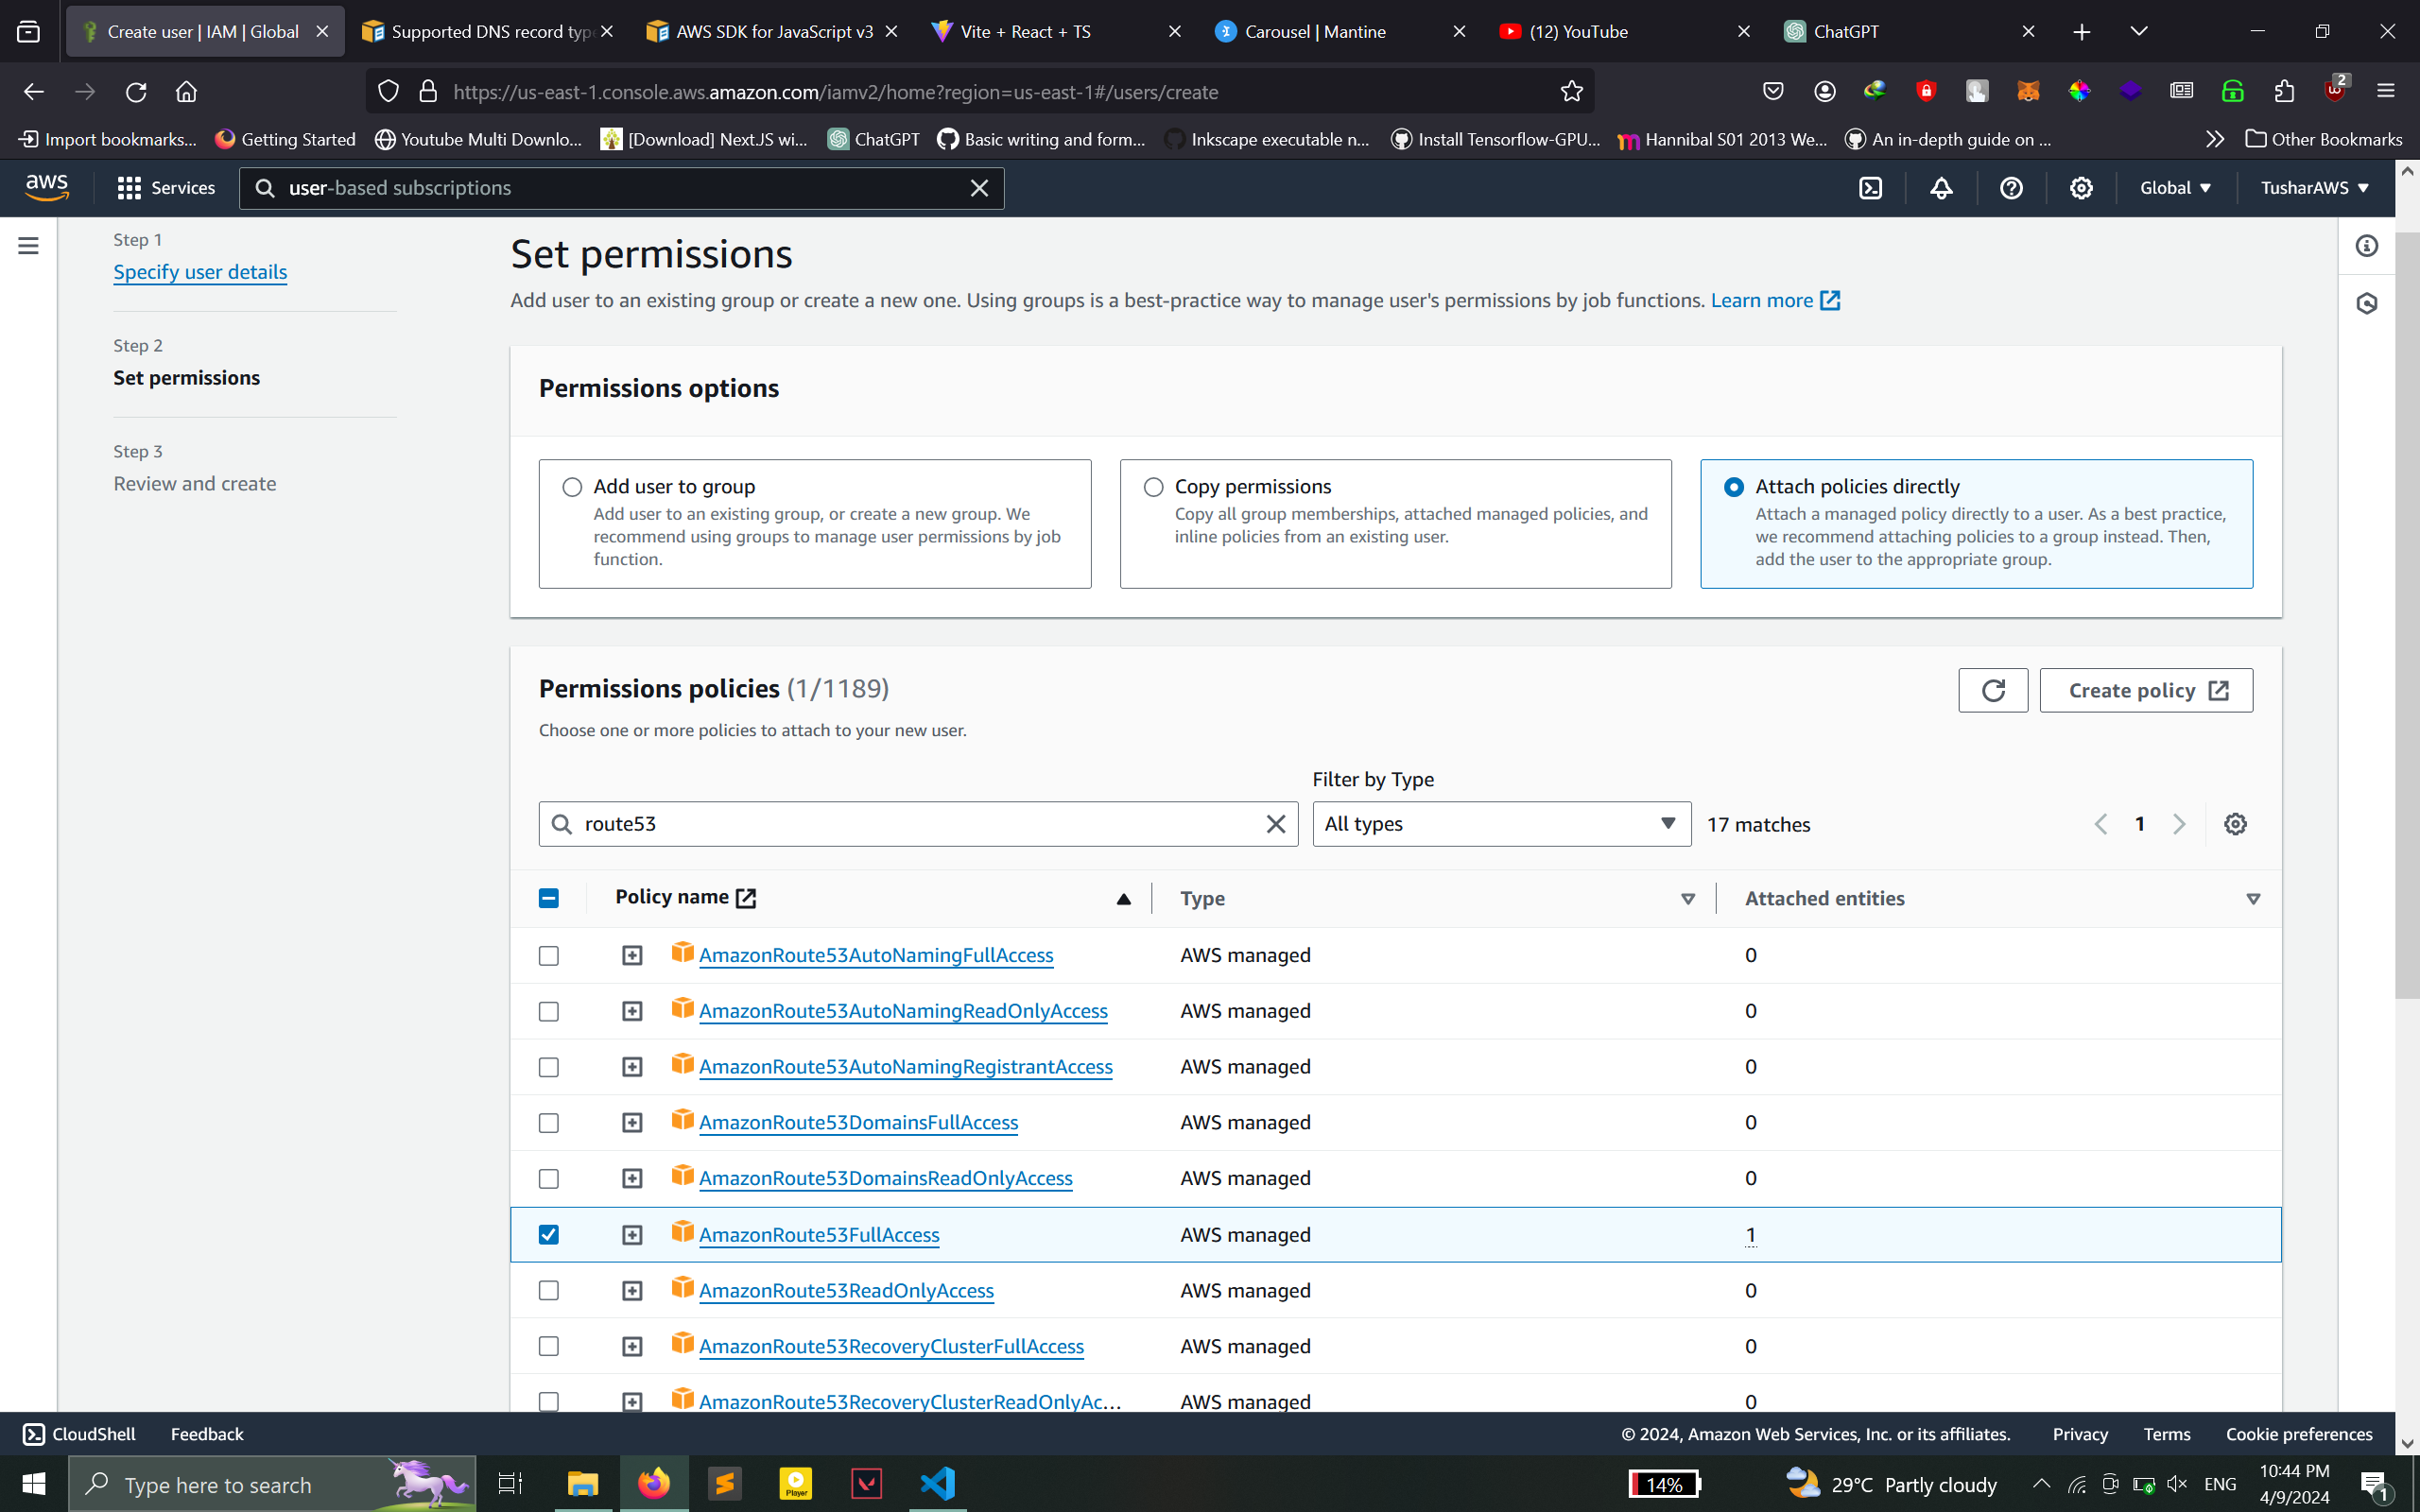 Create user | IAM | Global
Supported DNS record type
AWS SDK for JavaScript v3
Vite + React + TS
Carousel | Mantine
(12) YouTube
ChatGPT
https://us-east-1.console.aws.amazon.com/iamv2/home?region=us-east-1#/users/create
2
Import bookmarks...
Getting Started
Youtube Multi Downlo...
[Download] Next.JS wi...
ChatGPT
Basic writing and form...
Inkscape executable n...
Install Tensorflow-GPU...
Hannibal S01 2013 We...
An in-depth guide on ...
Other Bookmarks
aws
Services
user-based subscriptions
Global
TusharAWS
Step 1
Specify user details
Step 2
Set permissions
Step 3
Review and create
Set permissions
Add user to an existing group or create a new one. Using groups is a best-practice way to manage user's permissions by job functions. Learn more
Permissions options
Add user to group
Add user to an existing group, or create a new group. We
recommend using groups to manage user permissions by job
function.
Copy permissions
Copy all group memberships, attached managed policies, and
inline policies from an existing user.
Attach policies directly
Attach a managed policy directly to a user. As a best practice,
we recommend attaching policies to a group instead. Then,
add the user to the appropriate group.
Permissions policies (1/1189)
Create policy
Choose one or more policies to attach to your new user.
Filter by Type
route53
All types
17 matches
1
Policy name
Type
Attached entities
AmazonRoute53AutoNamingFullAccess AWS managed 0
AmazonRoute53AutoNamingReadOnlyAccess AWS managed 0
AmazonRoute53AutoNamingRegistrantAccess AWS managed 0
AmazonRoute53DomainsFullAccess AWS managed 0
AmazonRoute53DomainsReadOnlyAccess AWS managed 0
AmazonRoute53FullAccess AWS managed 1
AmazonRoute53ReadOnlyAccess AWS managed 0
AmazonRoute53RecoveryClusterFullAccess AWS managed 0
AmazonRoute53RecoveryClusterReadOnlyAc... AWS managed 0
CloudShell
Feedback
© 2024, Amazon Web Services, Inc. or its affiliates.
Privacy
Terms
Cookie preferences
Type here to search
Player
14%
29°C Partly cloudy
ENG
10:44 PM
4/9/2024
1